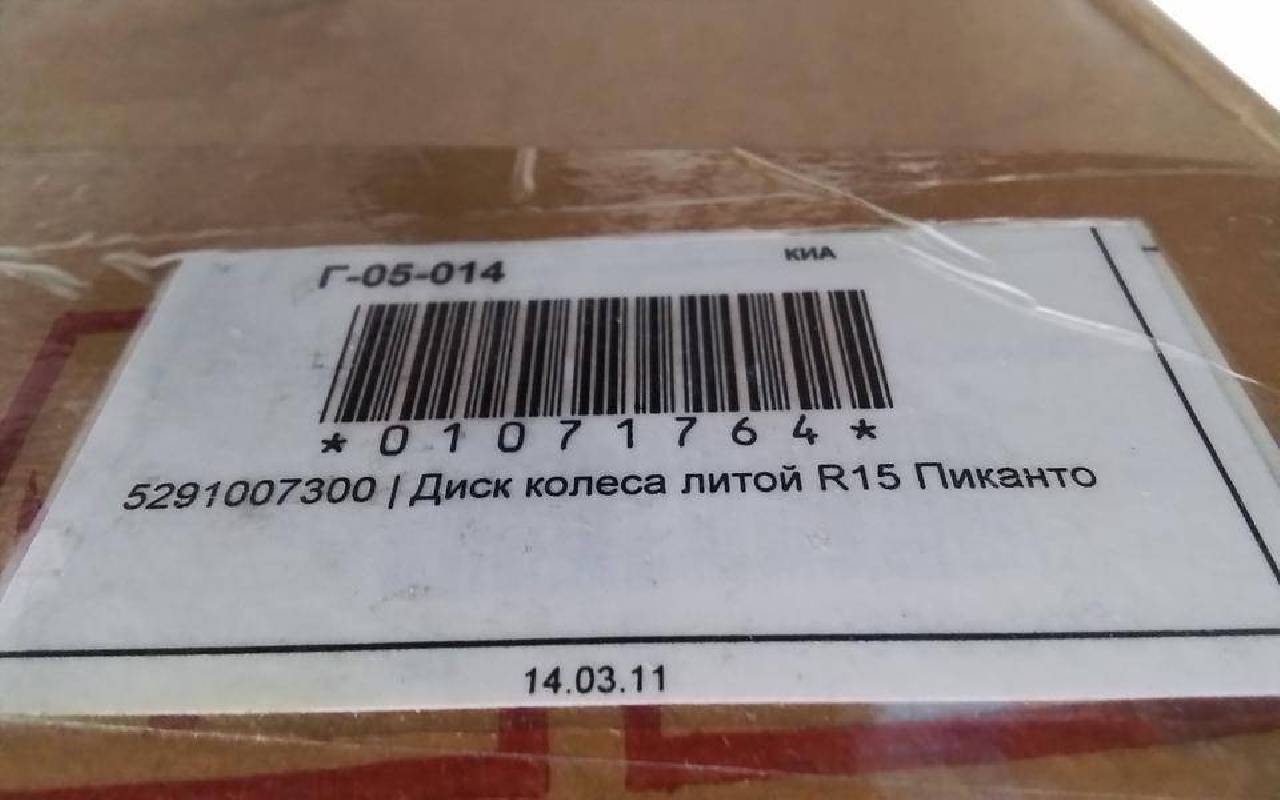 Г-05-014
КИА
*01071764*
5291007300 | Диск колеса литой R15 Пиканто
14.03.11